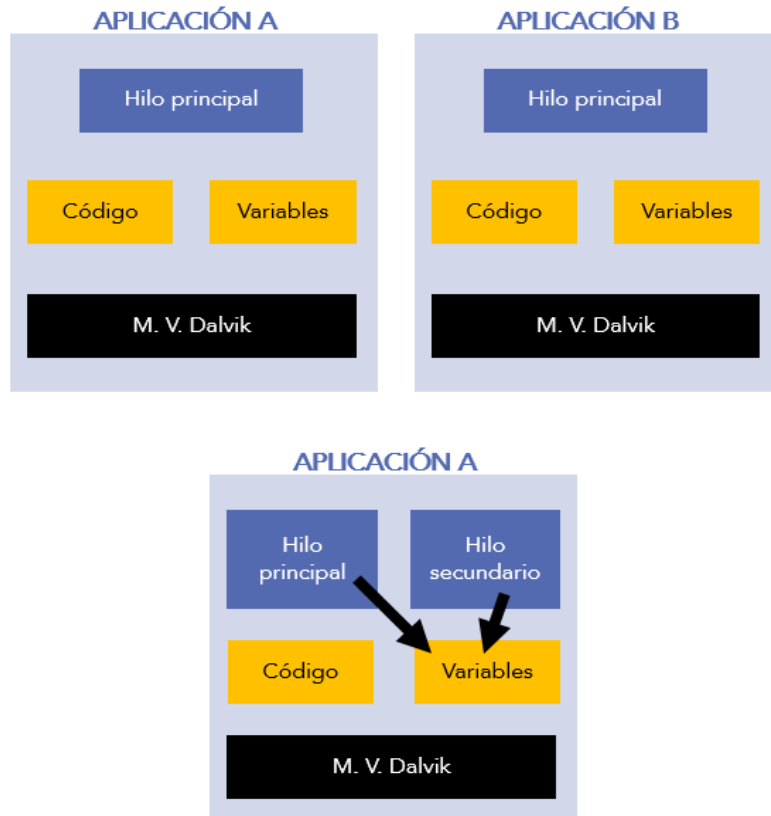 APLICACIÓN A
APLICACIÓN B
Hilo principal
Hilo principal
Código
Variables
Código
Variables
M. V. Dalvik
M. V. Dalvik
APLICACIÓN A
Hilo
principal
Hilo
secundario
Código
Variables
M. V. Dalvik